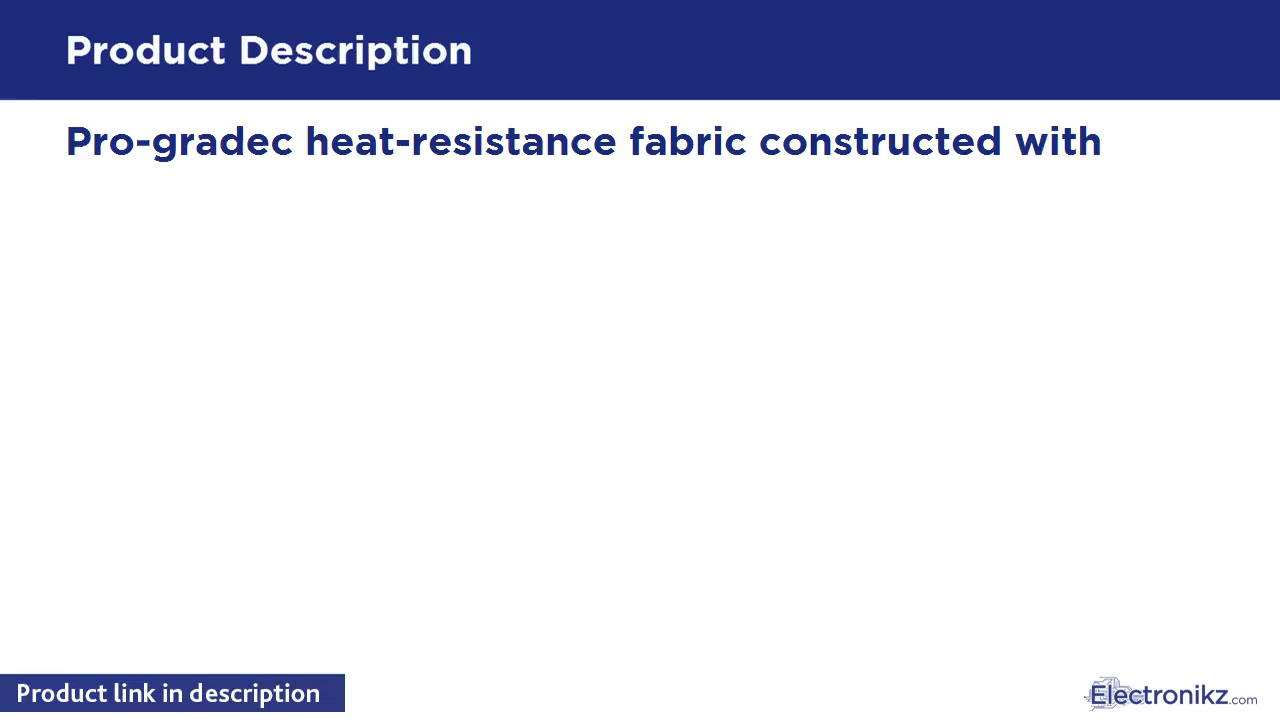 Product Description
Pro-gradec heat-resistance fabric constructed with
Product link in description
Electronikz.com